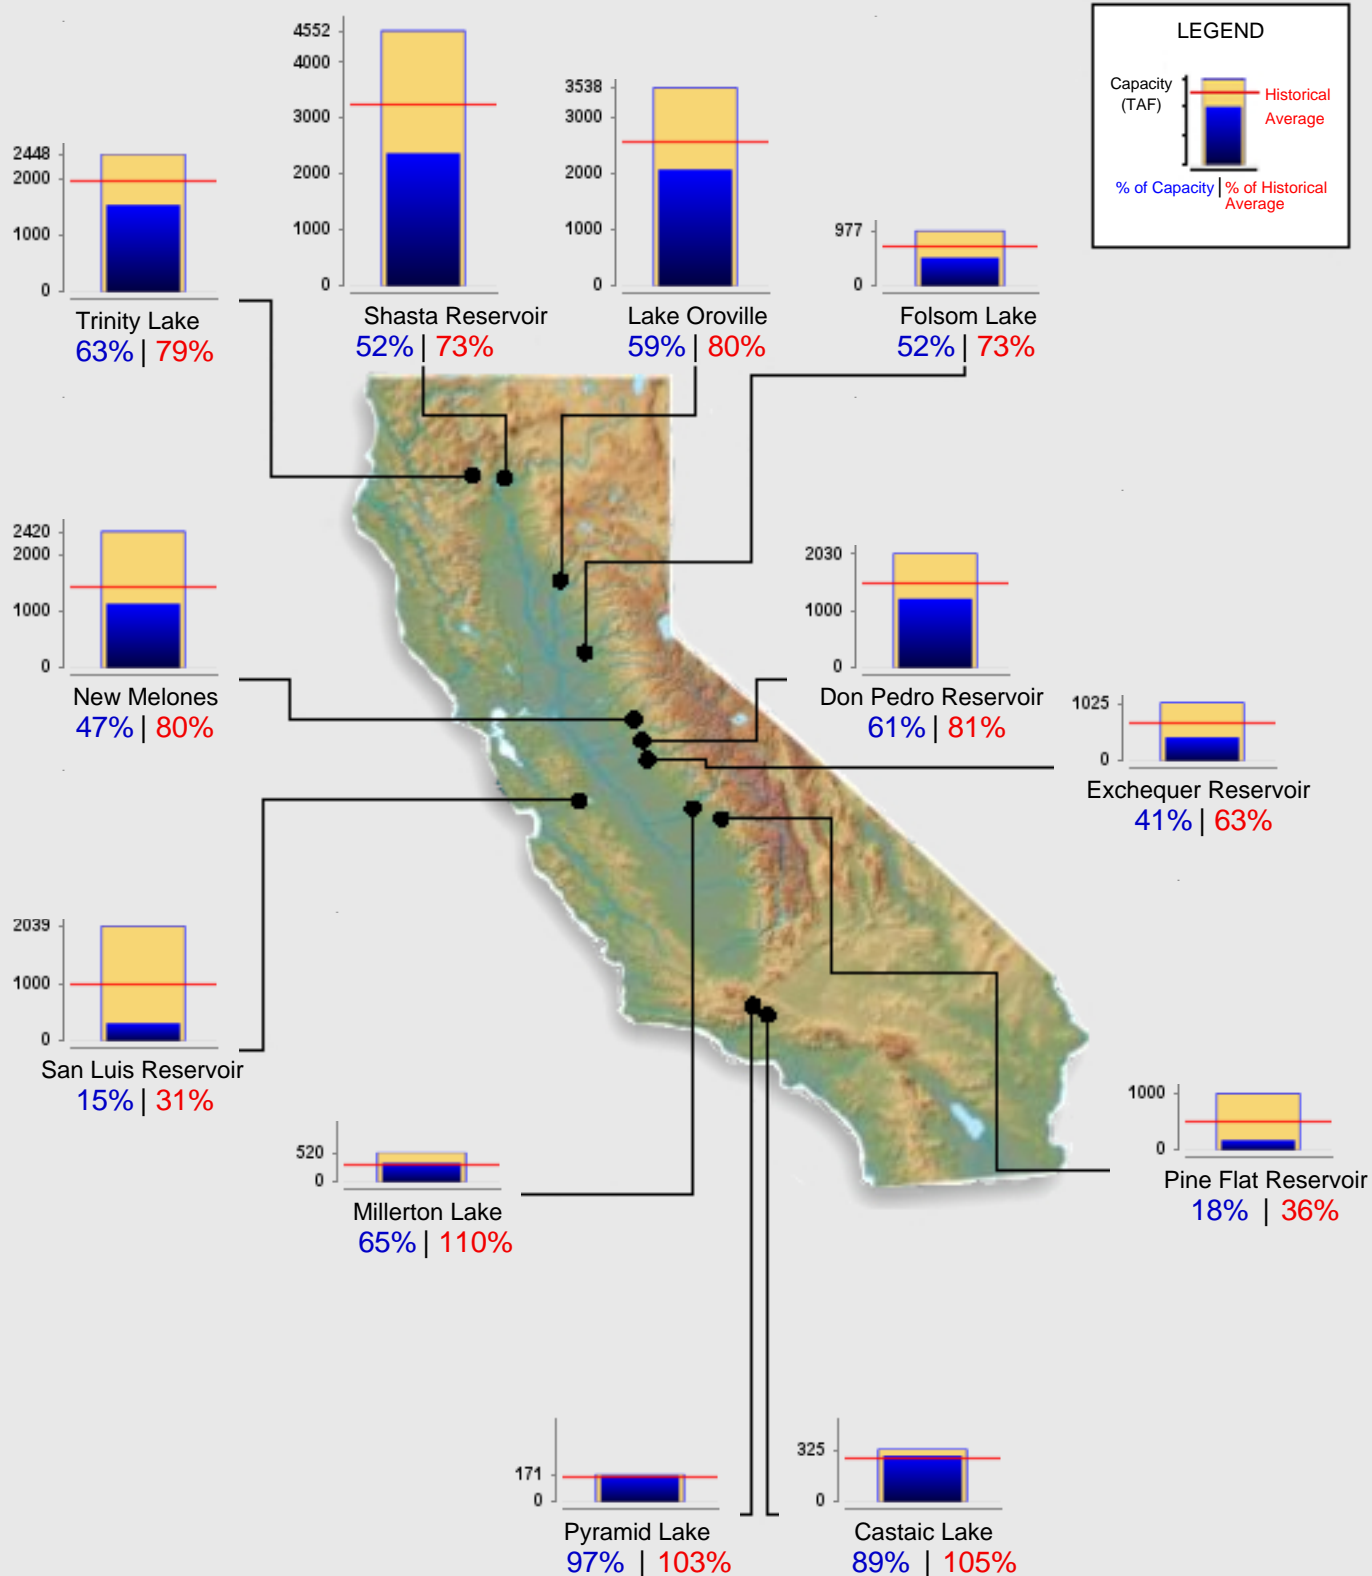 LEGEND
Capacity
(TAF)
Historical
Average
% of Capacity | % of Historical
Average
4552
4000
3000
2000
1000
0
Shasta Reservoir
52% | 73%
3538
3000
2000
1000
0
Lake Oroville
59% | 80%
2448
2000
1000
0
Trinity Lake
63% | 79%
977
0
Folsom Lake
52% | 73%
2420
2000
1000
0
New Melones
47% | 80%
2030
1000
0
Don Pedro Reservoir
61% | 81%
1025
0
Exchequer Reservoir
41% | 63%
2039
1000
0
San Luis Reservoir
15% | 31%
520
0
Millerton Lake
65% | 110%
1000
0
Pine Flat Reservoir
18% | 36%
171
0
Pyramid Lake
97% | 103%
325
0
Castaic Lake
89% | 105%